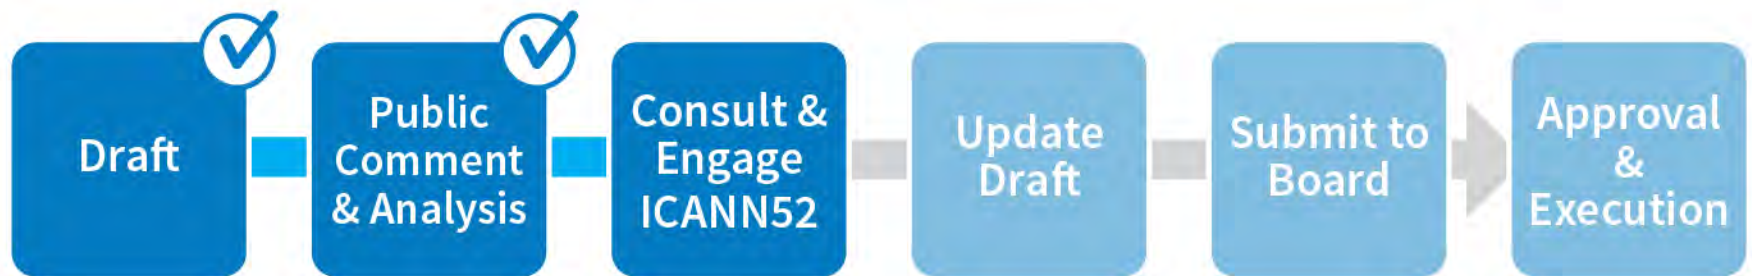 Draft
Public
Comment
& Analysis
Consult &
Engage
ICANN52
Update
Draft
Submit to
Board
Approval
&
Execution